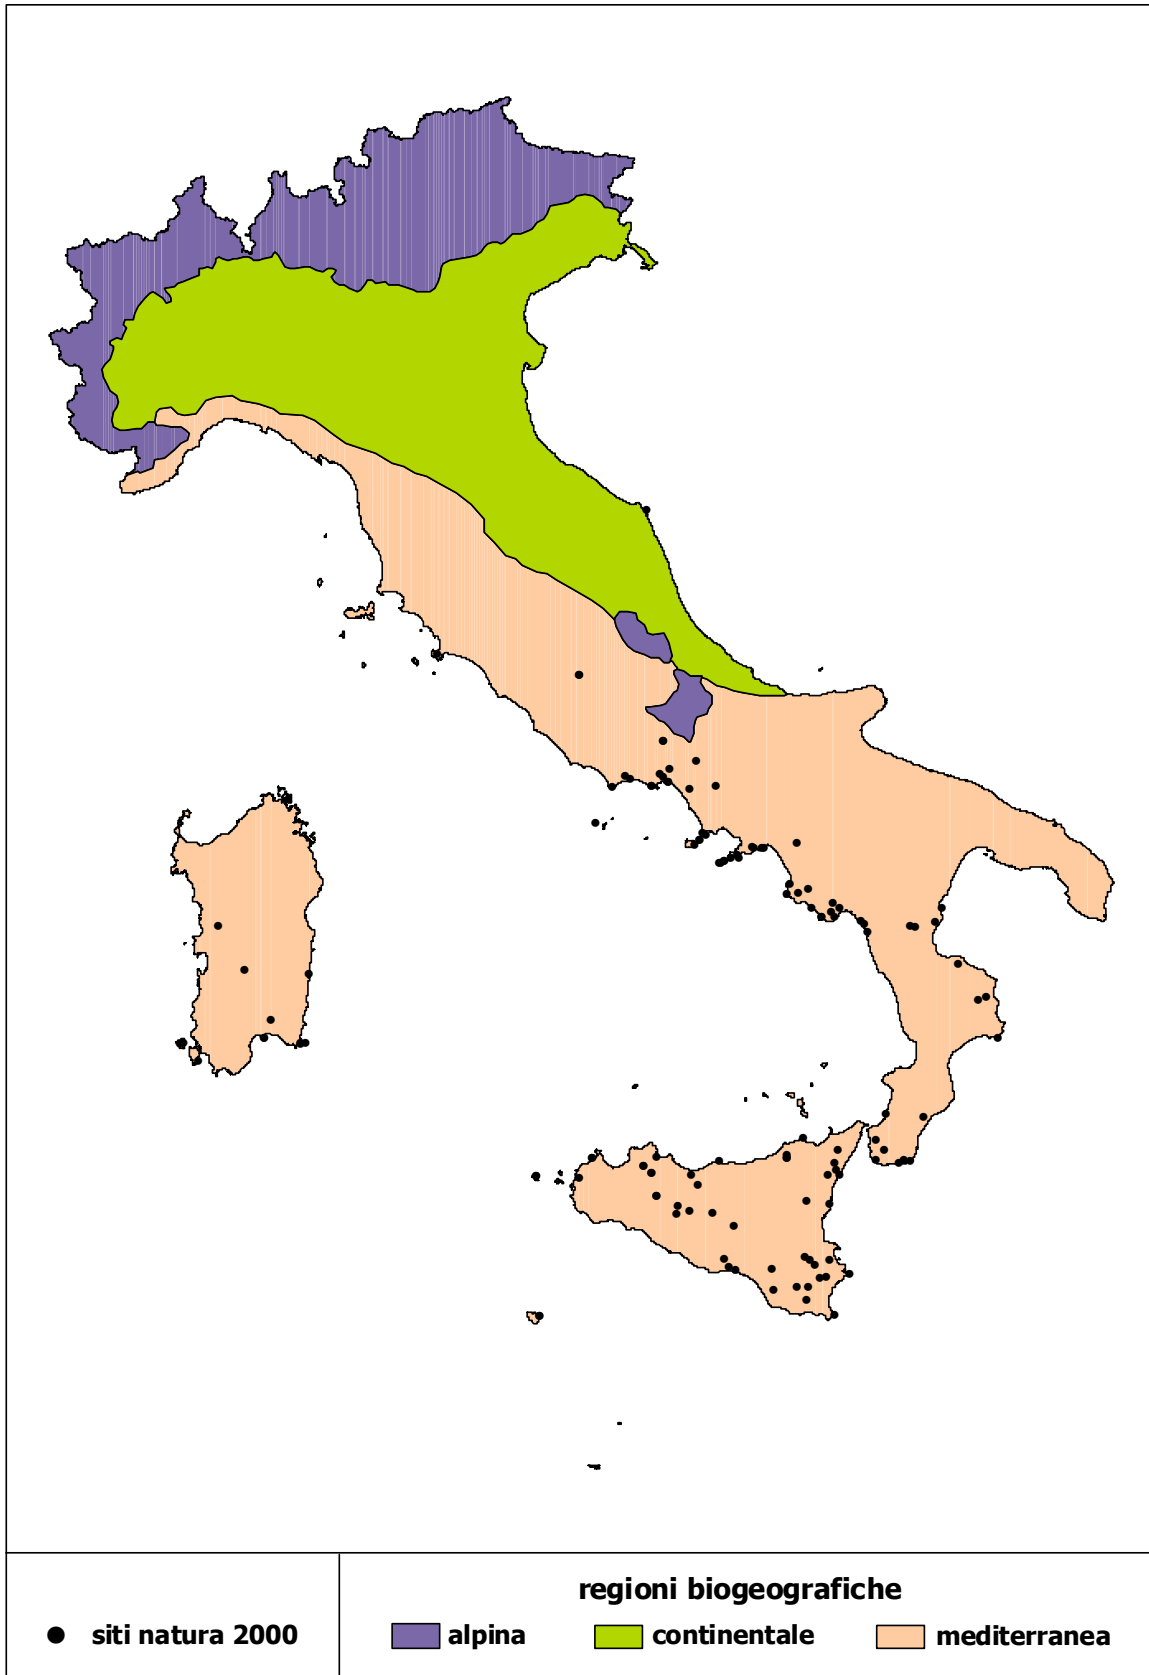 regioni biogeografiche
siti natura 2000
alpina
continentale
mediterranea